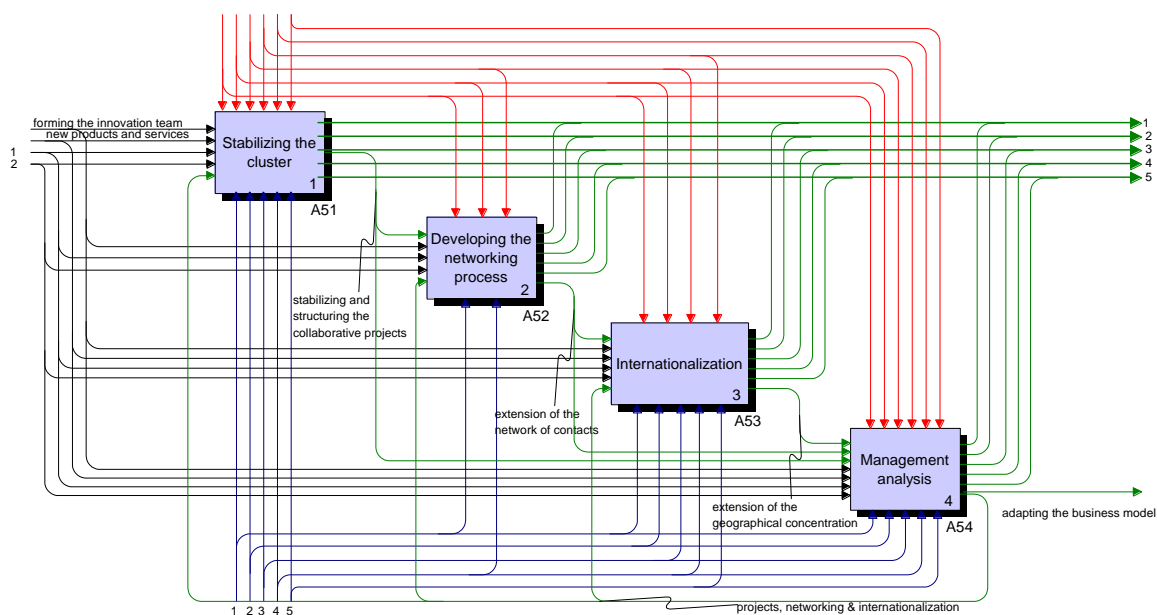 forming the innovation team
new products and services
1
2
Stabilizing the
cluster
1
A51
1
2
3
4
5
Developing the
networking
process
2
A52
stabilizing and
structuring the
collaborative projects
Internationalization
3
A53
extension of the
network of contacts
Management
analysis
4
A54
extension of the
geographical concentration
adapting the business model
1 2 3 4 5
projects, networking & internationalization